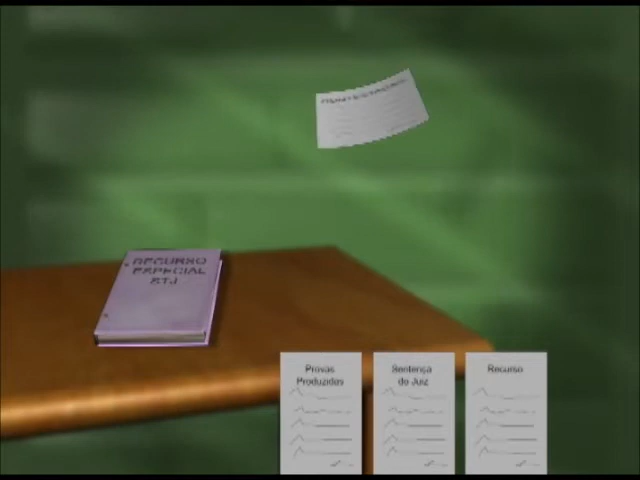 RECURSO
ESPECIAL
STJ
Provas
Produzidas
Sentença
do Juiz
Recurso